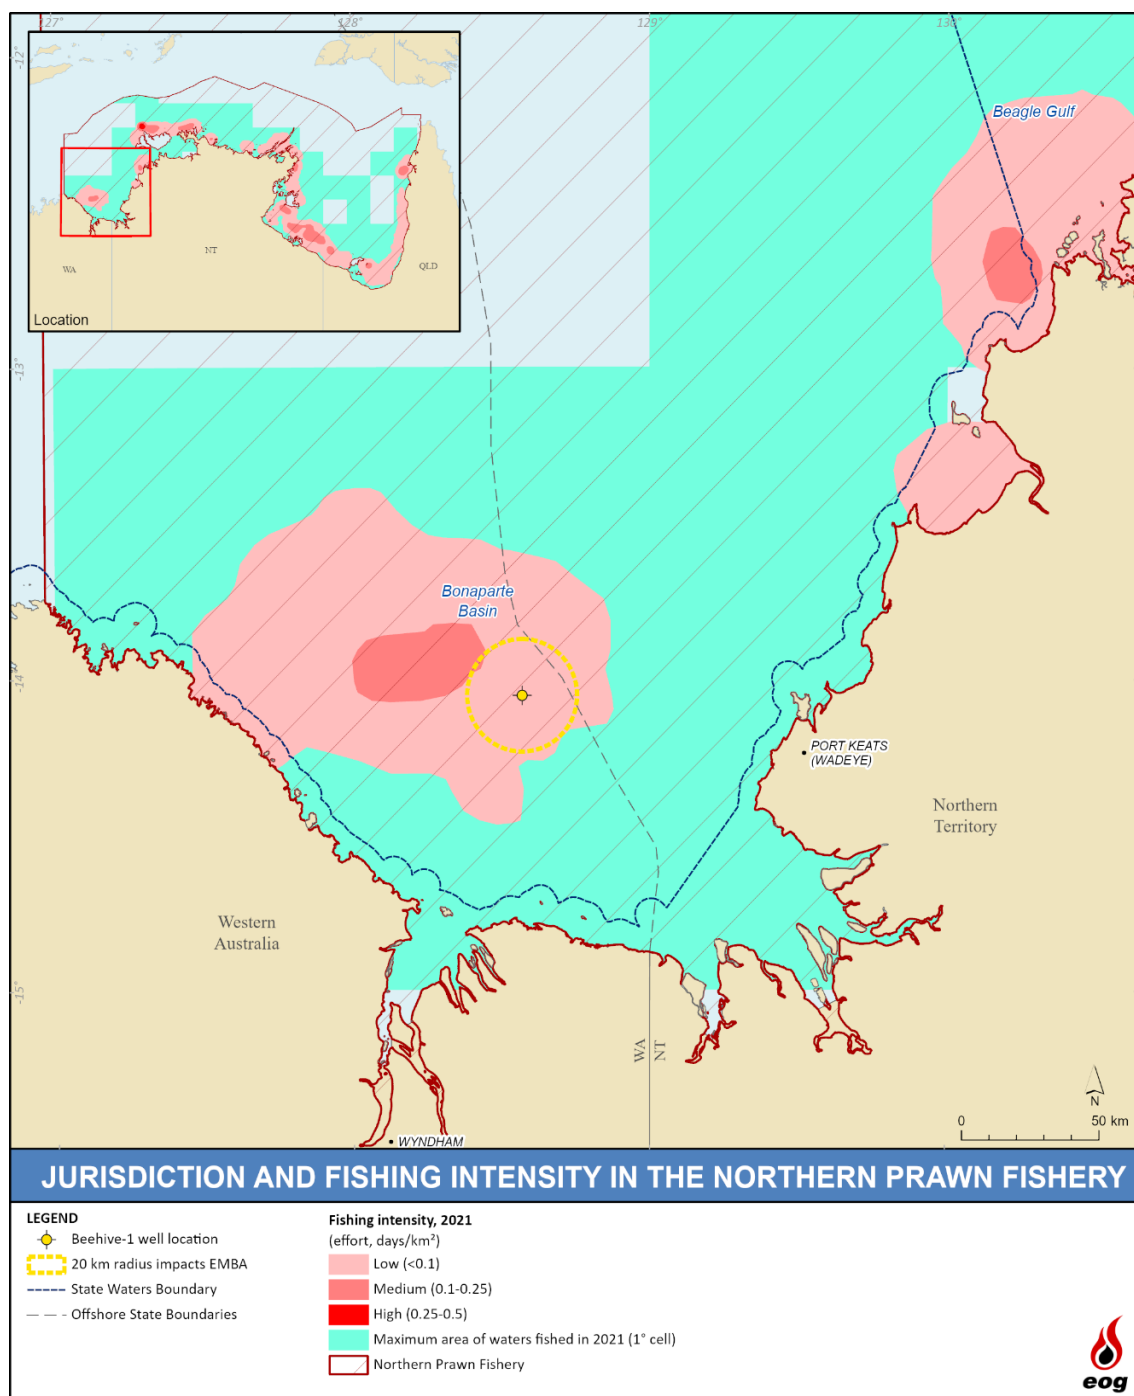 127°
128°
129°
130°
-12°
-13°
-14°
-15°
Beagle Gulf
WA
NT
QLD
Location
Bonaparte
Basin
PORT KEATS
(WADEYE)
Northern
Territory
Western
Australia
WA
NT
WYNDHAM
N
0 50 km
JURISDICTION AND FISHING INTENSITY IN THE NORTHERN PRAWN FISHERY
LEGEND
Beehive-1 well location
20 km radius impacts EMBA
State Waters Boundary
Offshore State Boundaries
Fishing intensity, 2021
(effort, days/km²)
Low (<0.1)
Medium (0.1-0.25)
High (0.25-0.5)
Maximum area of waters fished in 2021 (1° cell)
Northern Prawn Fishery
eog